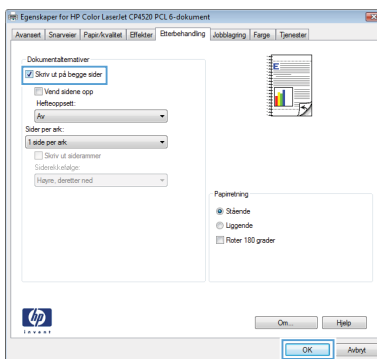 Egenskaper for HP Color LaserJet CP4520 PCL 6-dokument
Avansert Snarveier Papir/kvalitet Effekter Etterbehandling Jobblagring Farge Tjenester
Dokumentalternativer
Skriv ut på begge sider
Vend sidene opp
Hefteoppsett:
Av
Sider per ark:
1 side per ark
Skriv ut siderammer
Siderekkefølge:
Høyre, deretter ned
E
Papirretning
Stående
Liggende
Roter 180 grader
hp
invent
Om... Hjelp
OK Avbryt